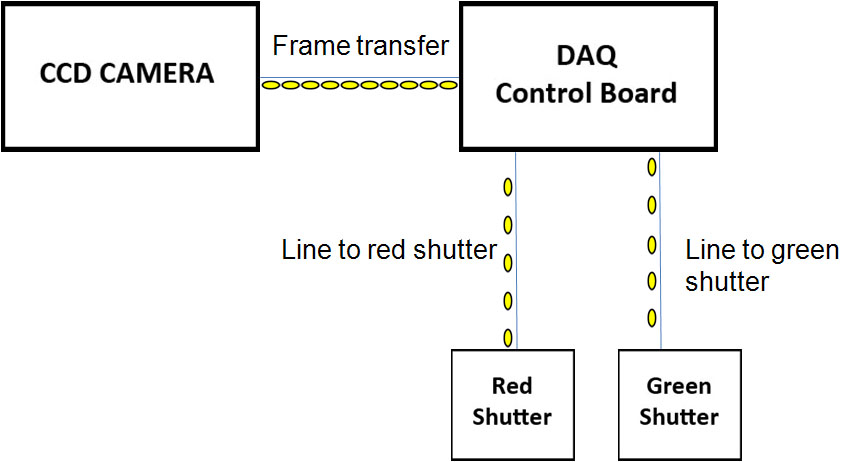 CCD CAMERA
Frame transfer
DAQ
Control Board
Line to red shutter
Line to green
shutter
Red
Shutter
Green
Shutter